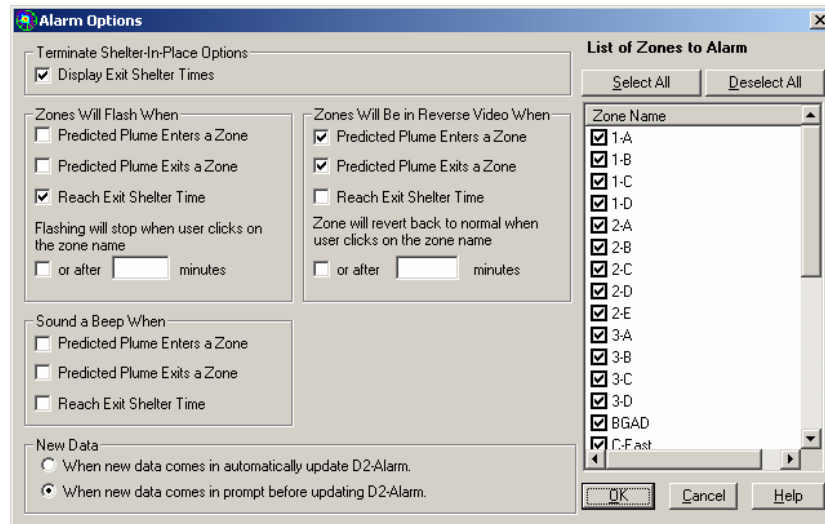 Alarm Options
Terminate Shelter-In-Place Options
Display Exit Shelter Times
Zones Will Flash When
Predicted Plume Enters a Zone
Predicted Plume Exits a Zone
Reach Exit Shelter Time
Flashing will stop when user clicks on
the zone name
or after minutes
Zones Will Be in Reverse Video When
Predicted Plume Enters a Zone
Predicted Plume Exits a Zone
Reach Exit Shelter Time
Zone will revert back to normal when
user clicks on the zone name
or after minutes
Sound a Beep When
Predicted Plume Enters a Zone
Predicted Plume Exits a Zone
Reach Exit Shelter Time
New Data
When new data comes in automatically update D2-Alarm.
When new data comes in prompt before updating D2-Alarm.
List of Zones to Alarm
Select All Deselect All
Zone Name
1-A
1-B
1-C
1-D
2-A
2-B
2-C
2-D
2-E
3-A
3-B
3-C
3-D
BGAD
C-East
OK Cancel Help